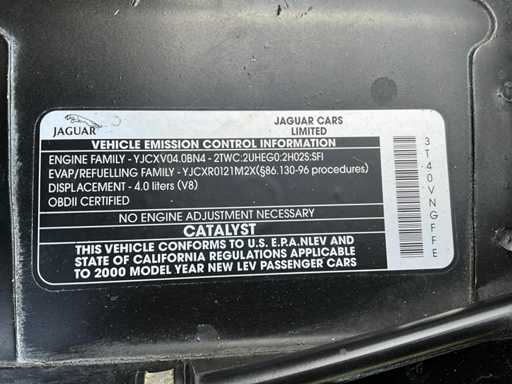 JAGUAR
JAGUAR CARS
LIMITED
VEHICLE EMISSION CONTROL INFORMATION
ENGINE FAMILY - YJCXV04.0BN4 - 2TWC:2UHEGO:2HO2S:SFI
EVAP/REFUELLING FAMILY - YJCXR0121M2X(§86.130-96 procedures)
DISPLACEMENT - 4.0 liters (V8)
OBDII CERTIFIED
NO ENGINE ADJUSTMENT NECESSARY
CATALYST
THIS VEHICLE CONFORMS TO U.S. E.P.A.NLEV AND
STATE OF CALIFORNIA REGULATIONS APPLICABLE
TO 2000 MODEL YEAR NEW LEV PASSENGER CARS
3T40VNGFFE